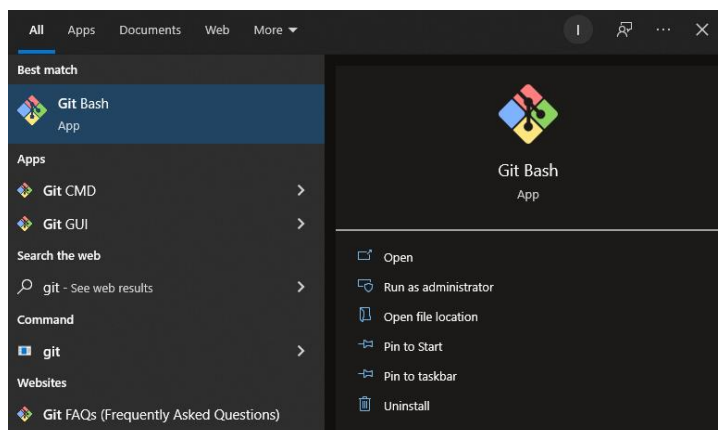 All Apps Documents Web More I
Best match
Git Bash
App
Apps
Git CMD
Git GUI
Search the web
git - See web results
Command
git
Websites
Git FAQs (Frequently Asked Questions)
Git Bash
App
Open
Run as administrator
Open file location
Pin to Start
Pin to taskbar
Uninstall